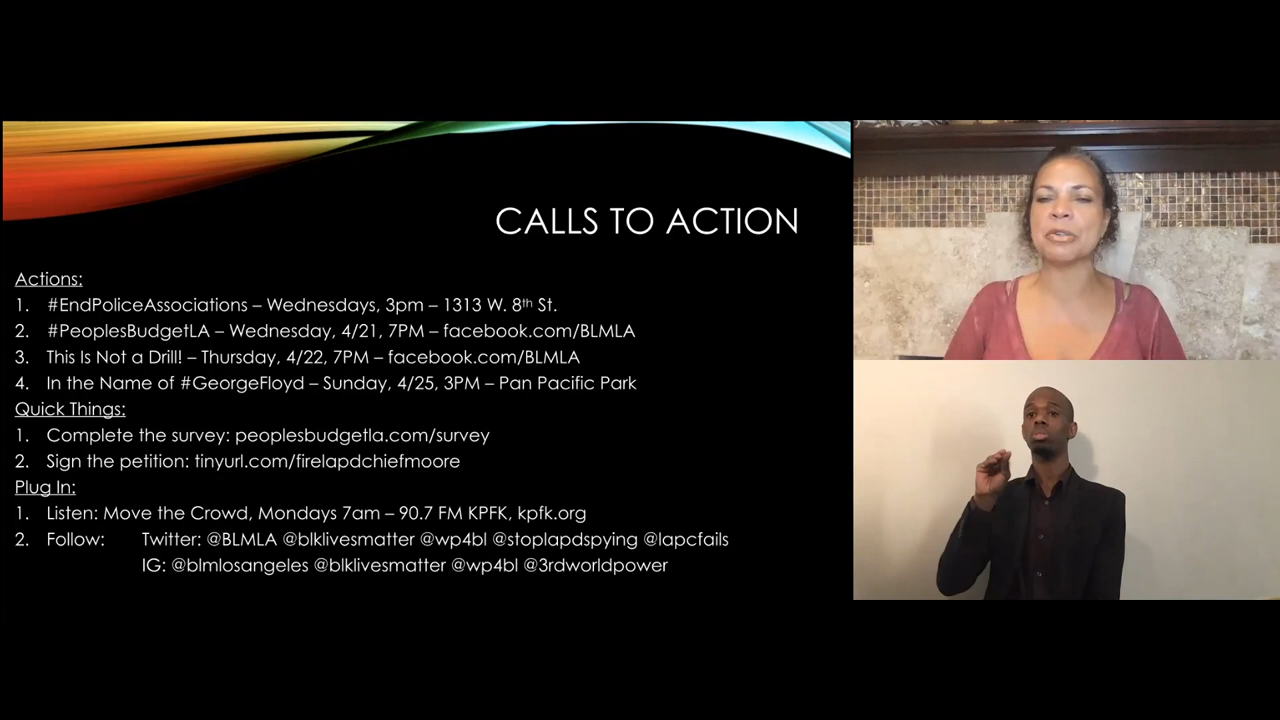 CALLS TO ACTION
Actions:
1. #EndPoliceAssociations – Wednesdays, 3pm – 1313 W. 8th St.
2. #PeoplesBudgetLA – Wednesday, 4/21, 7PM – facebook.com/BLMLA
3. This Is Not a Drill! – Thursday, 4/22, 7PM – facebook.com/BLMLA
4. In the Name of #GeorgeFloyd – Sunday, 4/25, 3PM – Pan Pacific Park
Quick Things:
1. Complete the survey: peoplesbudgetla.com/survey
2. Sign the petition: tinyurl.com/firelapdchiefmoore
Plug In:
1. Listen: Move the Crowd, Mondays 7am – 90.7 FM KPFK, kpfk.org
2. Follow: Twitter: @BLMLA @blklivesmatter @wp4bl @stoplapdspying @lapcfails
IG: @blmlosangeles @blklivesmatter @wp4bl @3rdworldpower